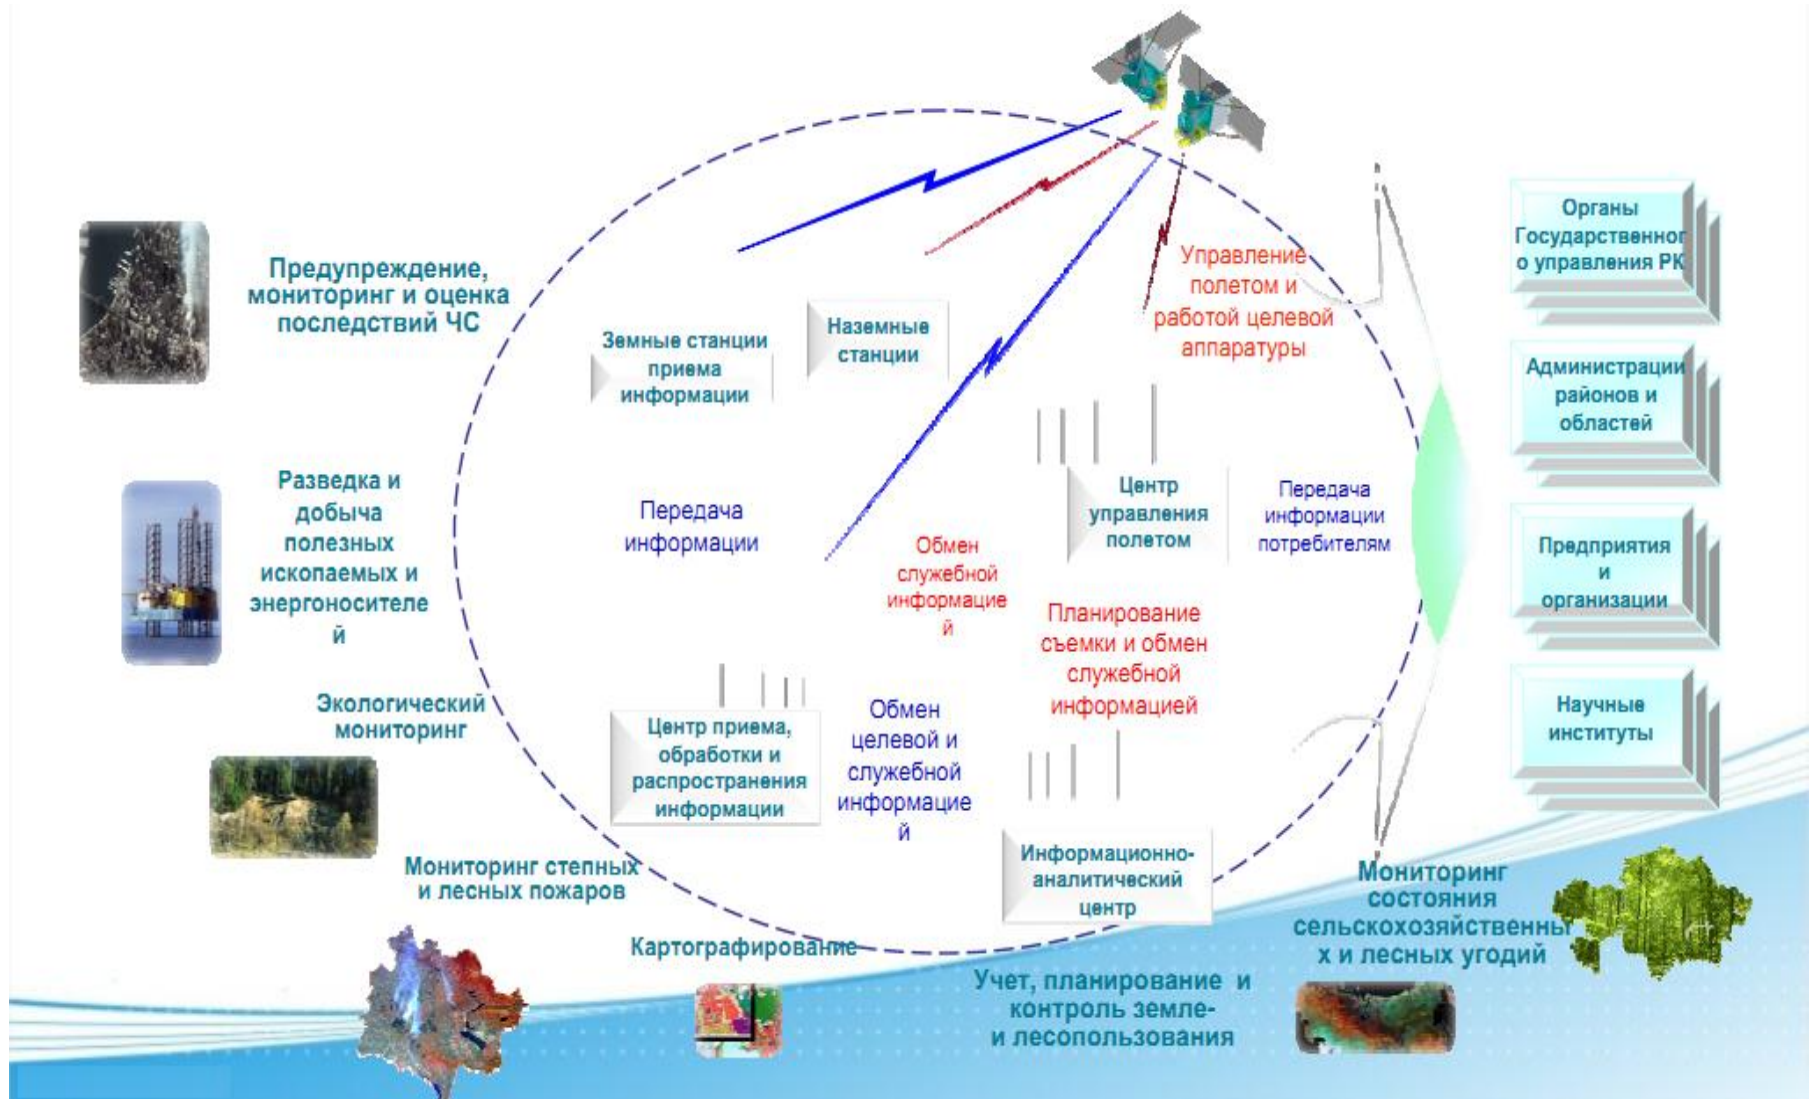 Предупреждение,
мониторинг и оценка
последствий ЧС
Разведка и
добыча
полезных
ископаемых и
энергоносителе
й
Экологический
мониторинг
Мониторинг степных
и лесных пожаров
Картографирование
Учет, планирование и
контроль земле-
и лесопользования
Мониторинг
состояния
сельскохозяйственны
х и лесных угодий
Земные станции
приема
информации
Наземные
станции
Управление
полетом и
работой целевой
аппаратуры
Передача
информации
Обмен
служебной
информацие
й
Центр
управления
полетом
Передача
информации
потребителям
Планирование
съемки и обмен
служебной
информацией
Центр приема,
обработки и
распространения
информации
Обмен
целевой и
служебной
информацие
й
Информационно-
аналитический
центр
Органы
Государственног
о управления РК
Администрации
районов и
областей
Предприятия
и
организации
Научные
институты